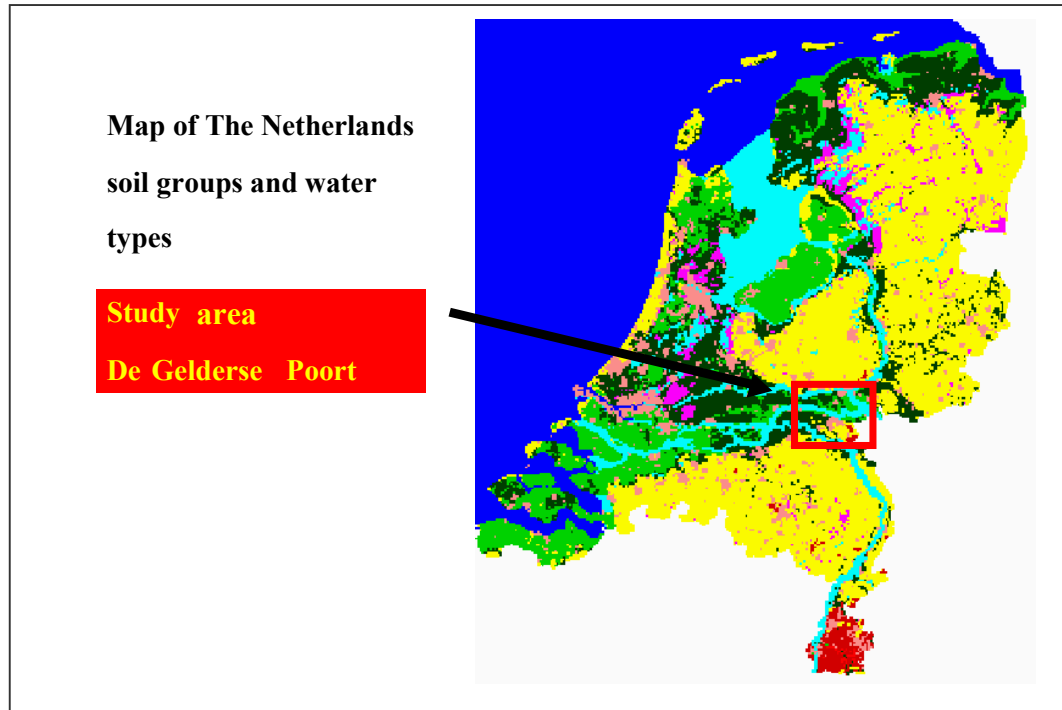 Map of The Netherlands
soil groups and water
types
Study area
De Gelderse Poort